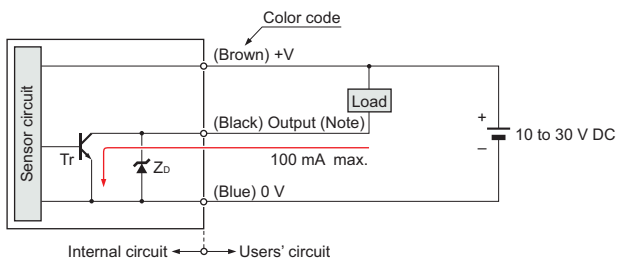 Color code
(Brown) +V
Sensor circuit
Load
(Black) Output (Note)
+
–
10 to 30 V DC
Tr
ZD
100 mA max.
(Blue) 0 V
Internal circuit
Users' circuit